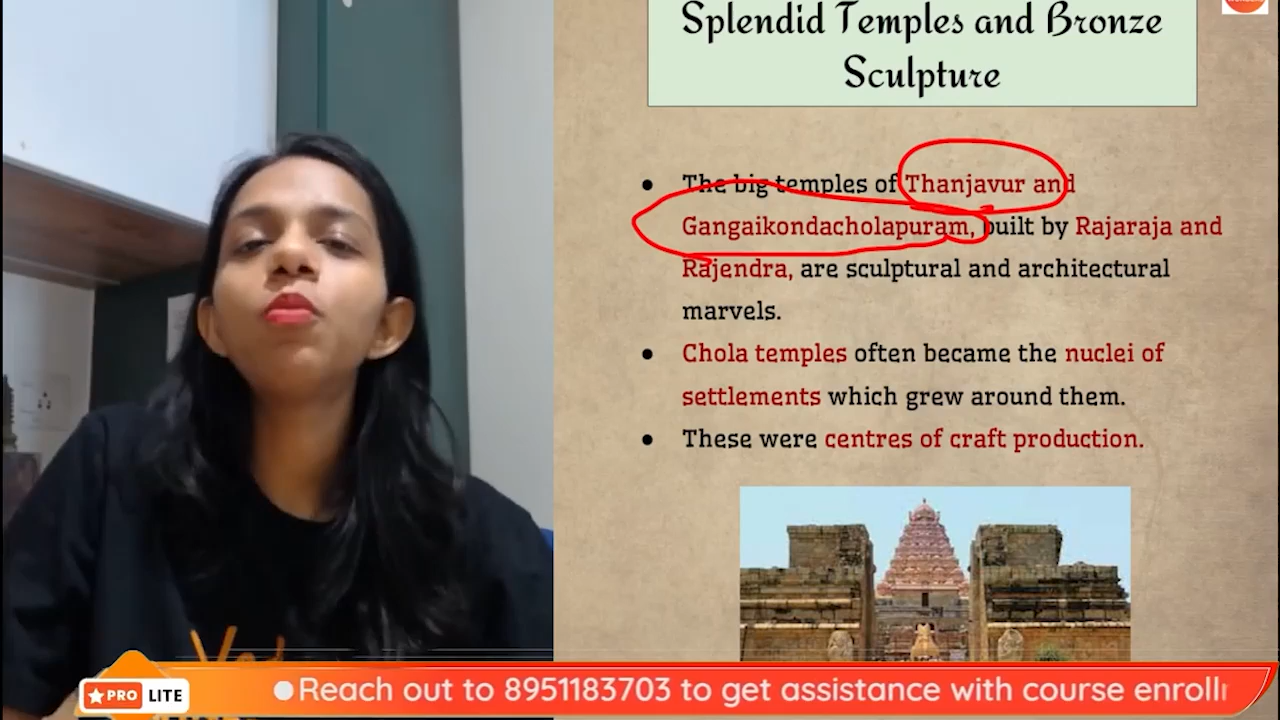 Splendid Temples and Bronze
Sculpture
● The big temples of Thanjavur and
Gangaikondacholapuram, built by Rajaraja and
Rajendra, are sculptural and architectural
marvels.
● Chola temples often became the nuclei of
settlements which grew around them.
● These were centres of craft production.
PRO LITE
●Reach out to 8951183703 to get assistance with course enroll